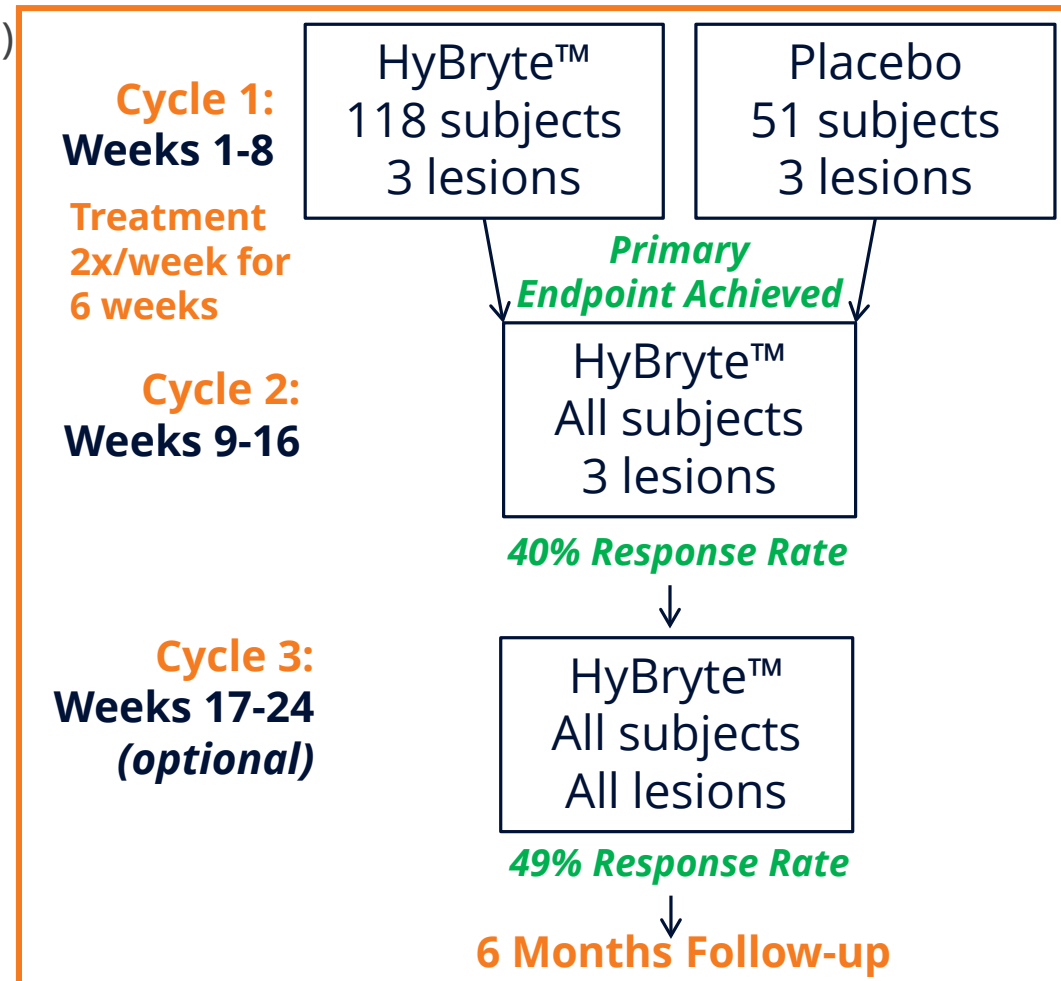 )
HyBryte™
118 subjects
3 lesions
Placebo
51 subjects
3 lesions
Cycle 1:
Weeks 1-8
Treatment
2x/week for
6 weeks
Primary
Endpoint Achieved
Cycle 2:
Weeks 9-16
HyBryte™
All subjects
3 lesions
40% Response Rate
Cycle 3:
Weeks 17-24
(optional)
HyBryte™
All subjects
All lesions
49% Response Rate
6 Months Follow-up